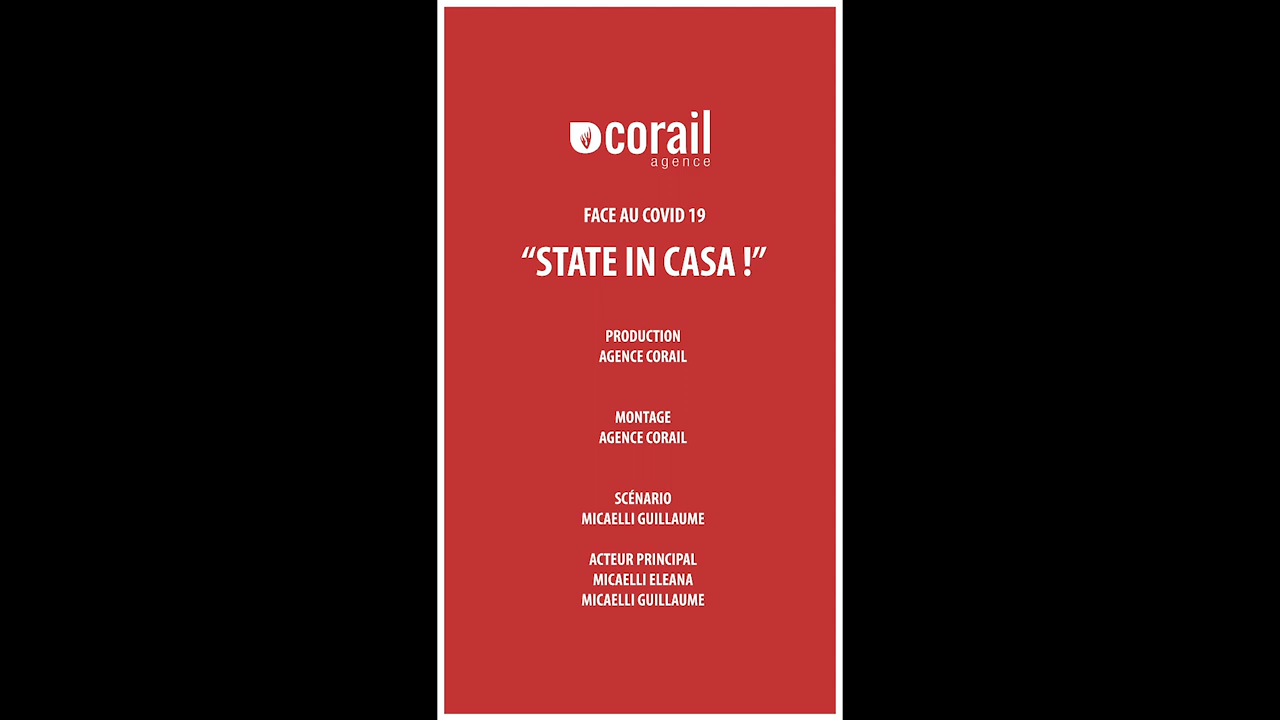 corail
agence
FACE AU COVID 19
“STATE IN CASA !”
PRODUCTION
AGENCE CORAIL
MONTAGE
AGENCE CORAIL
SCÉNARIO
MICAELLI GUILLAUME
ACTEUR PRINCIPAL
MICAELLI ELEANA
MICAELLI GUILLAUME